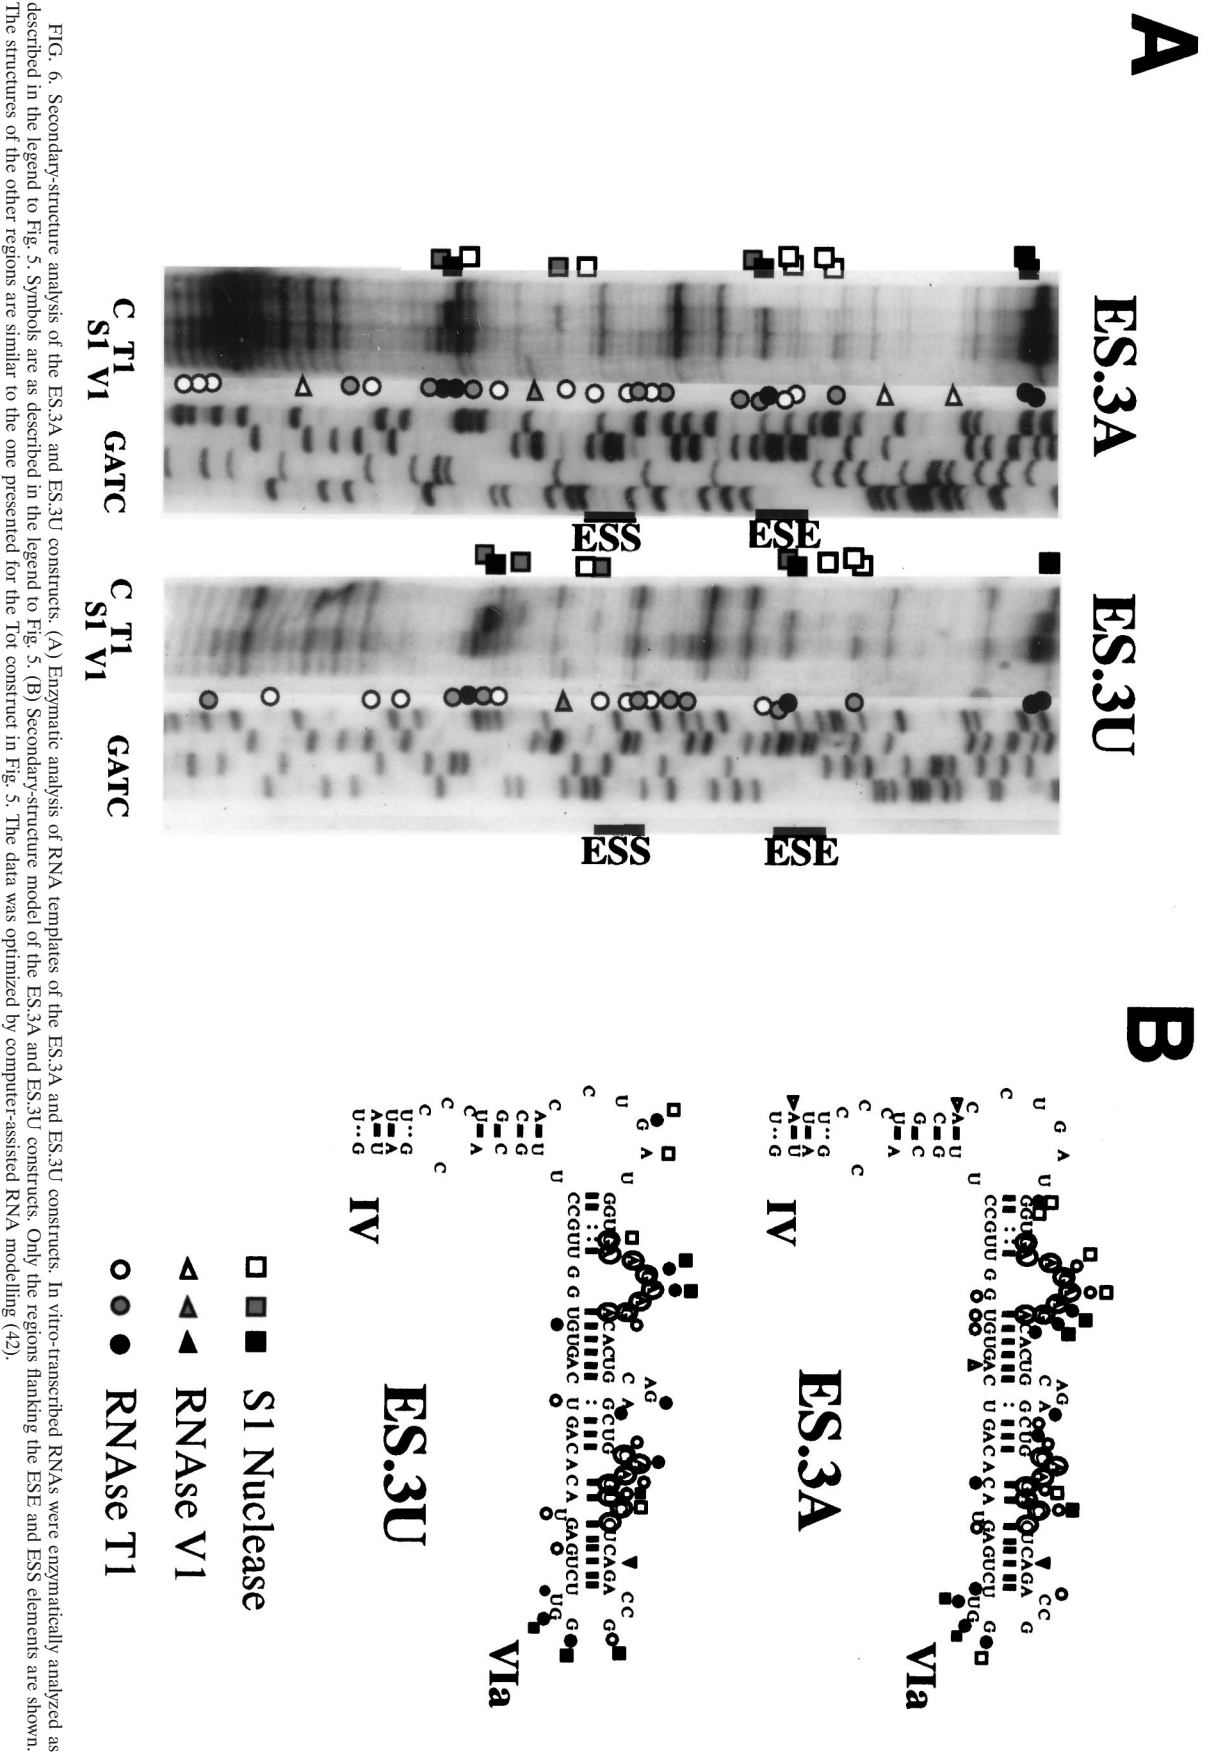 A
ES.3A
ES.3U
C T1
S1 V1
GATC
ESS
ESE
C T1
S1 V1
GATC
ESS
ESE
B
IV
ES.3A
VIa
IV
ES.3U
VIa
S1 Nuclease
RNAse V1
RNAse T1
FIG. 6. Secondary-structure analysis of the ES.3A and ES.3U constructs. (A) Enzymatic analysis of RNA templates of the ES.3A and ES.3U constructs. In vitro-transcribed RNAs were enzymatically analyzed as
described in the legend to Fig. 5. Symbols are as described in the legend to Fig. 5. (B) Secondary-structure model of the ES.3A and ES.3U constructs. Only the regions flanking the ESE and ESS elements are shown.
The structures of the other regions are similar to the one presented for the Tot construct in Fig. 5. The data was optimized by computer-assisted RNA modelling (42).